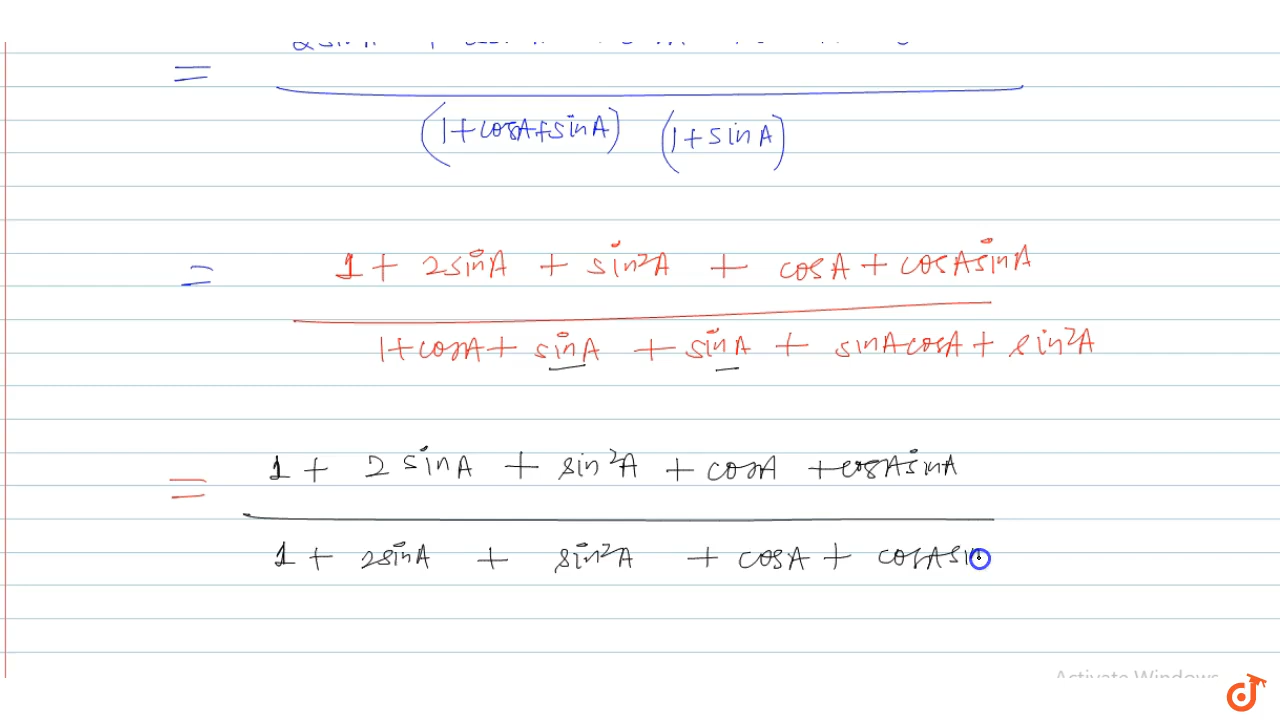 =
(1+cosA+sinA) (1+sinA)
= 1 + 2sinA + sin²A + cosA + cosAsinA
1+cosA+ sinA + sinA + sinAcosA + sin²A
= 1 + 2 sinA + sin²A + cosA + cosAsinA
1 + 2sinA + sin²A + cosA + cosAsin
Activate Windows